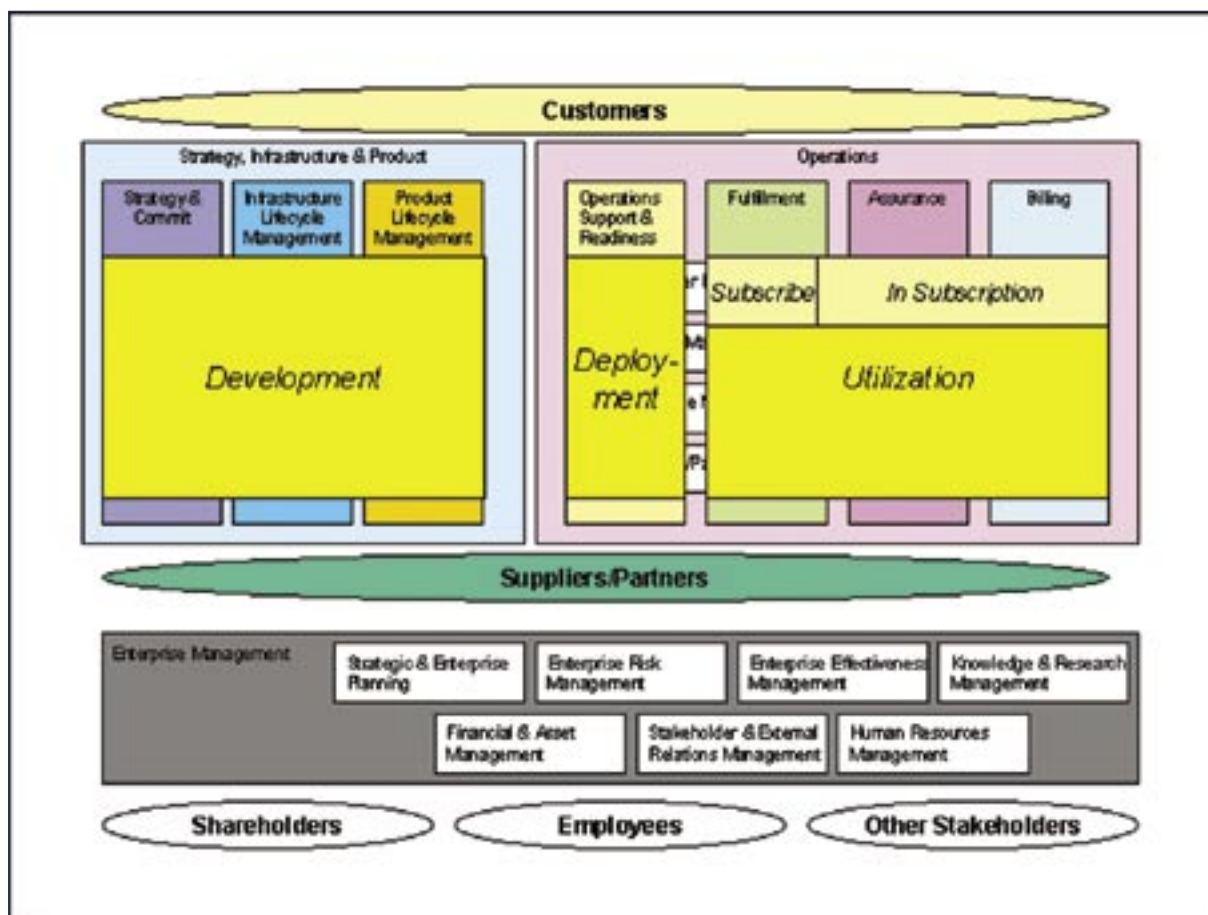 Customers
Strategy, Infrastructure & Product
Operations
Strategy &
Commit
Infrastructure
Lifecycle
Management
Product
Lifecycle
Management
Operations
Support &
Readiness
Fulfillment
Assurance
Billing
Subscribe
In Subscription
Development
Deploy-
ment
Utilization
Suppliers/Partners
Enterprise Management
Strategic & Enterprise
Planning
Enterprise Risk
Management
Enterprise Effectiveness
Management
Knowledge & Research
Management
Financial & Asset
Management
Stakeholder & External
Relations Management
Human Resources
Management
Shareholders
Employees
Other Stakeholders